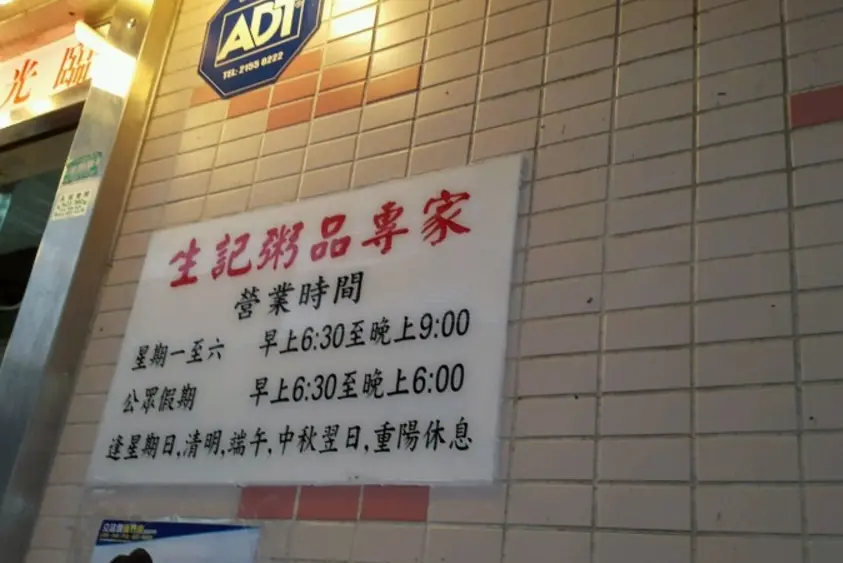 ADT
TEL: 2155 6222
光臨
生記粥品專家
營業時間
星期一至六 早上6:30至晚上9:00
公眾假期 早上6:30至晚上6:00
逢星期日,清明,端午,中秋翌日,重陽休息